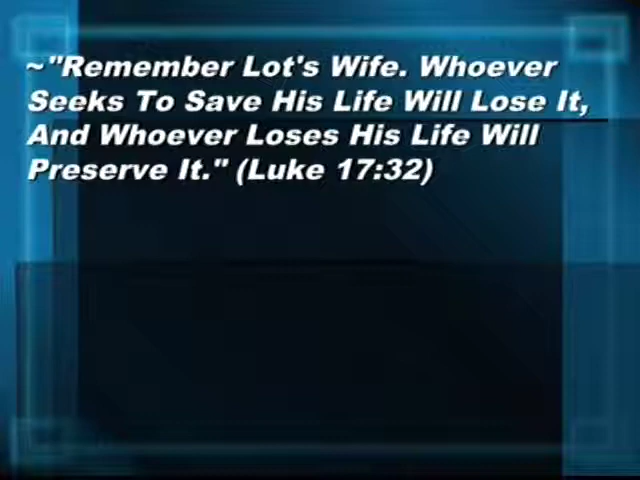 ~"Remember Lot's Wife. Whoever
Seeks To Save His Life Will Lose It,
And Whoever Loses His Life Will
Preserve It." (Luke 17:32)